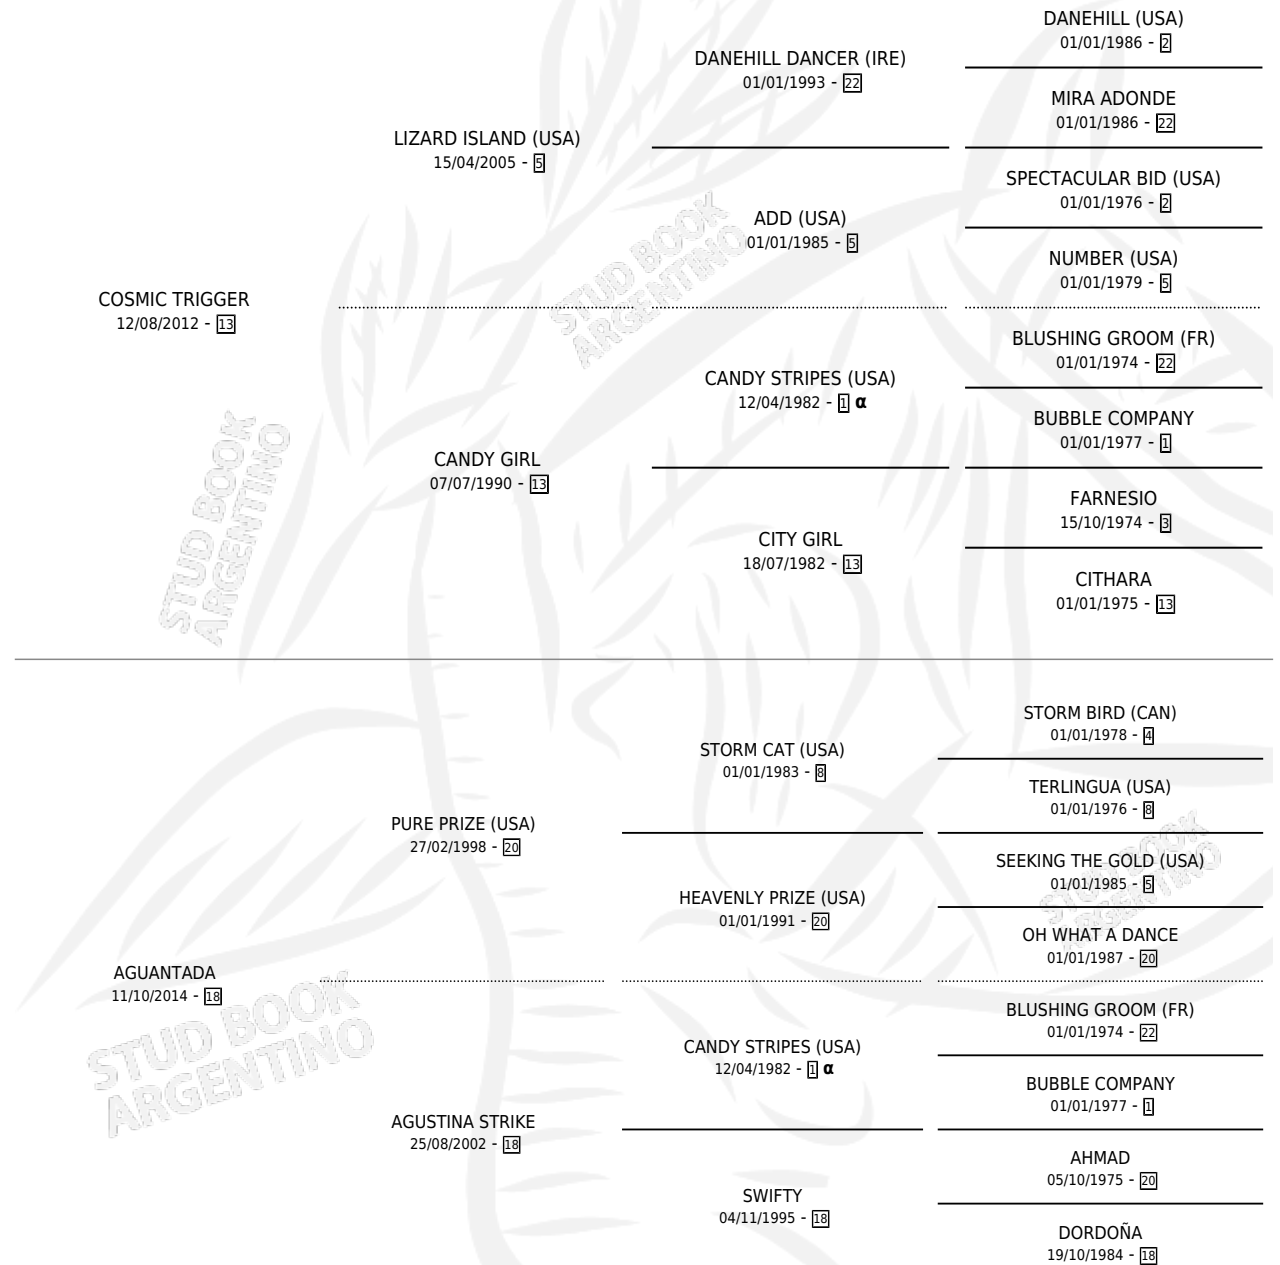 DANEHILL (USA)
01/01/1986 - 2
DANEHILL DANCER (IRE)
01/01/1993 - 22
MIRA ADONDE
01/01/1986 - 22
LIZARD ISLAND (USA)
15/04/2005 - 5
SPECTACULAR BID (USA)
01/01/1976 - 2
ADD (USA)
01/01/1985 - 5
NUMBER (USA)
01/01/1979 - 5
COSMIC TRIGGER
12/08/2012 - 13
BLUSHING GROOM (FR)
01/01/1974 - 22
CANDY STRIPES (USA)
12/04/1982 - 1 α
BUBBLE COMPANY
01/01/1977 - 1
CANDY GIRL
07/07/1990 - 13
FARNESIO
15/10/1974 - 3
CITY GIRL
18/07/1982 - 13
CITHARA
01/01/1975 - 13
STORM BIRD (CAN)
01/01/1978 - 4
STORM CAT (USA)
01/01/1983 - 8
TERLINGUA (USA)
01/01/1976 - 8
PURE PRIZE (USA)
27/02/1998 - 20
SEEKING THE GOLD (USA)
01/01/1985 - 5
HEAVENLY PRIZE (USA)
01/01/1991 - 20
OH WHAT A DANCE
01/01/1987 - 20
AGUANTADA
11/10/2014 - 18
BLUSHING GROOM (FR)
01/01/1974 - 22
CANDY STRIPES (USA)
12/04/1982 - 1 α
BUBBLE COMPANY
01/01/1977 - 1
AGUSTINA STRIKE
25/08/2002 - 18
AHMAD
05/10/1975 - 20
SWIFTY
04/11/1995 - 18
DORDOÑA
19/10/1984 - 18
STUD BOOK
ARGENTINO
STUD BOOK
ARGENTINO
STUD BOOK
ARGENTINO
STUD BOOK
ARGENTINO